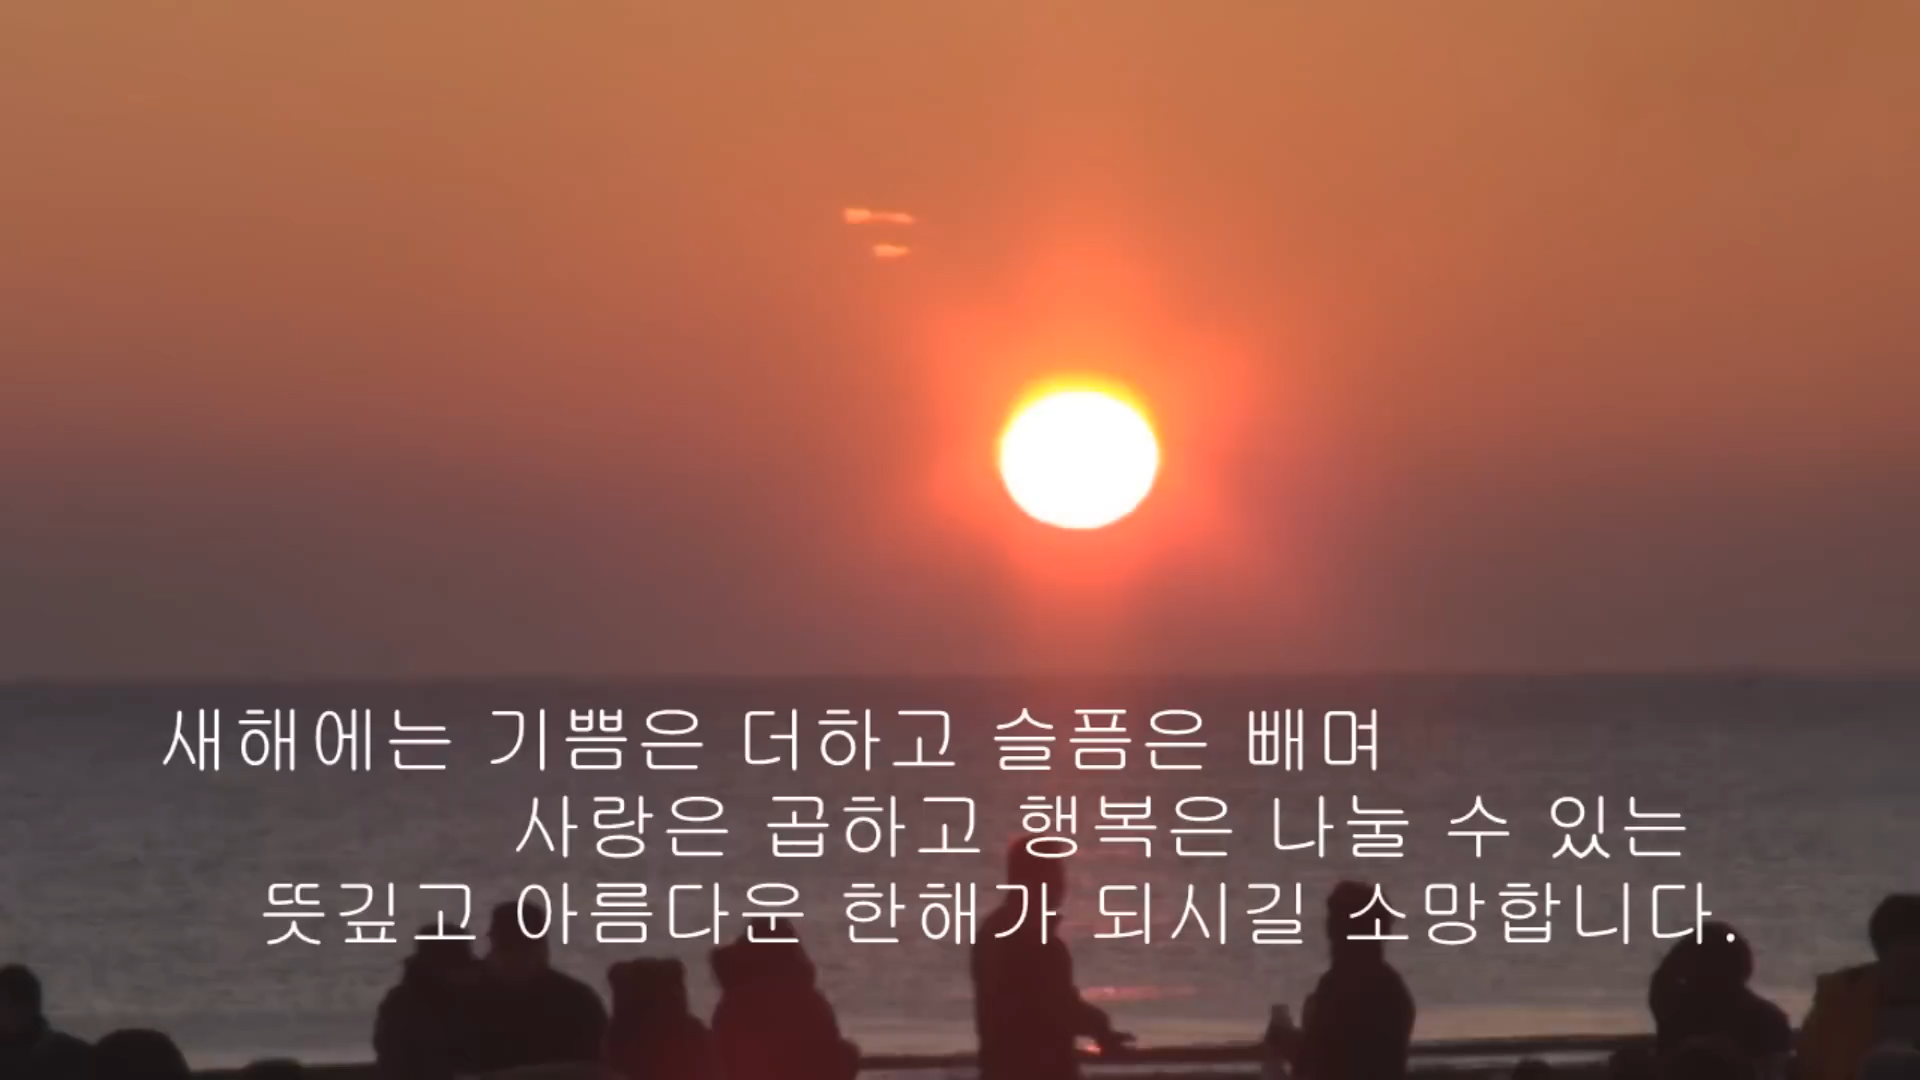 새해에는 기쁨은 더하고 슬픔은 빼며
사랑은 곱하고 행복은 나눌 수 있는
뜻깊고 아름다운 한해가 되시길 소망합니다.